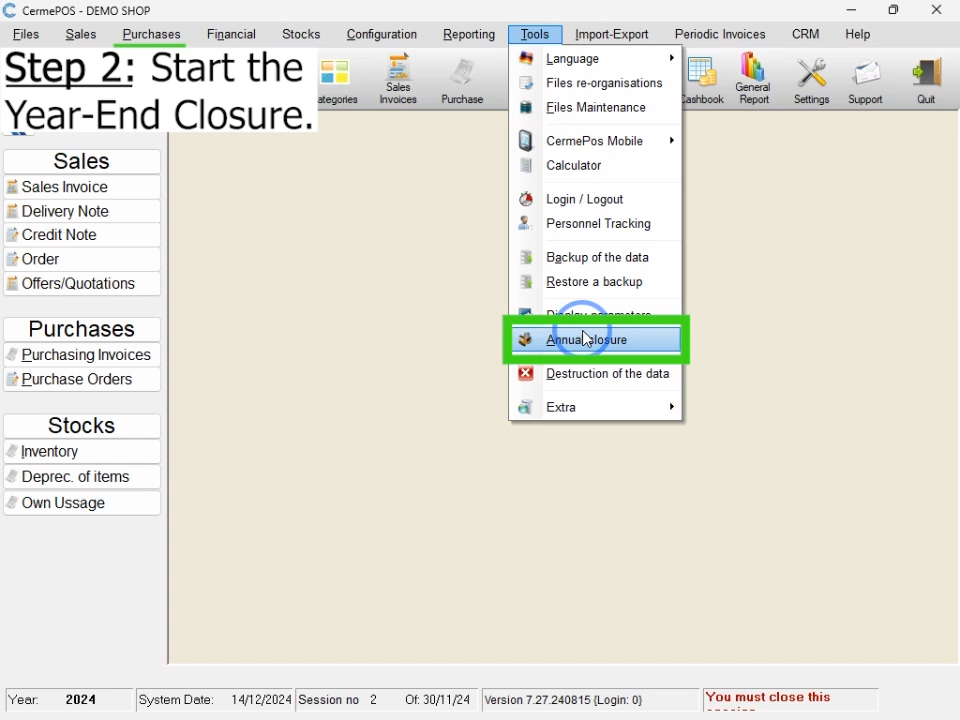 CermePOS - DEMO SHOP
Files Sales Purchases Financial Stocks Configuration Reporting Tools Import-Export Periodic Invoices CRM Help
Step 2: Start the
Year-End Closure.
ategories
Sales
Invoices
Purchase
Cashbook
General
Report
Settings
Support
Quit
Language
Files re-organisations
Files Maintenance
CermePos Mobile
Calculator
Login / Logout
Personnel Tracking
Backup of the data
Restore a backup
Display parameters
Annual closure
Destruction of the data
Extra
Sales
Sales Invoice
Delivery Note
Credit Note
Order
Offers/Quotations
Purchases
Purchasing Invoices
Purchase Orders
Stocks
Inventory
Deprec. of items
Own Ussage
Year: 2024 System Date: 14/12/2024 Session no 2 Of: 30/11/24 Version 7.27.240815 {Login: 0} You must close this